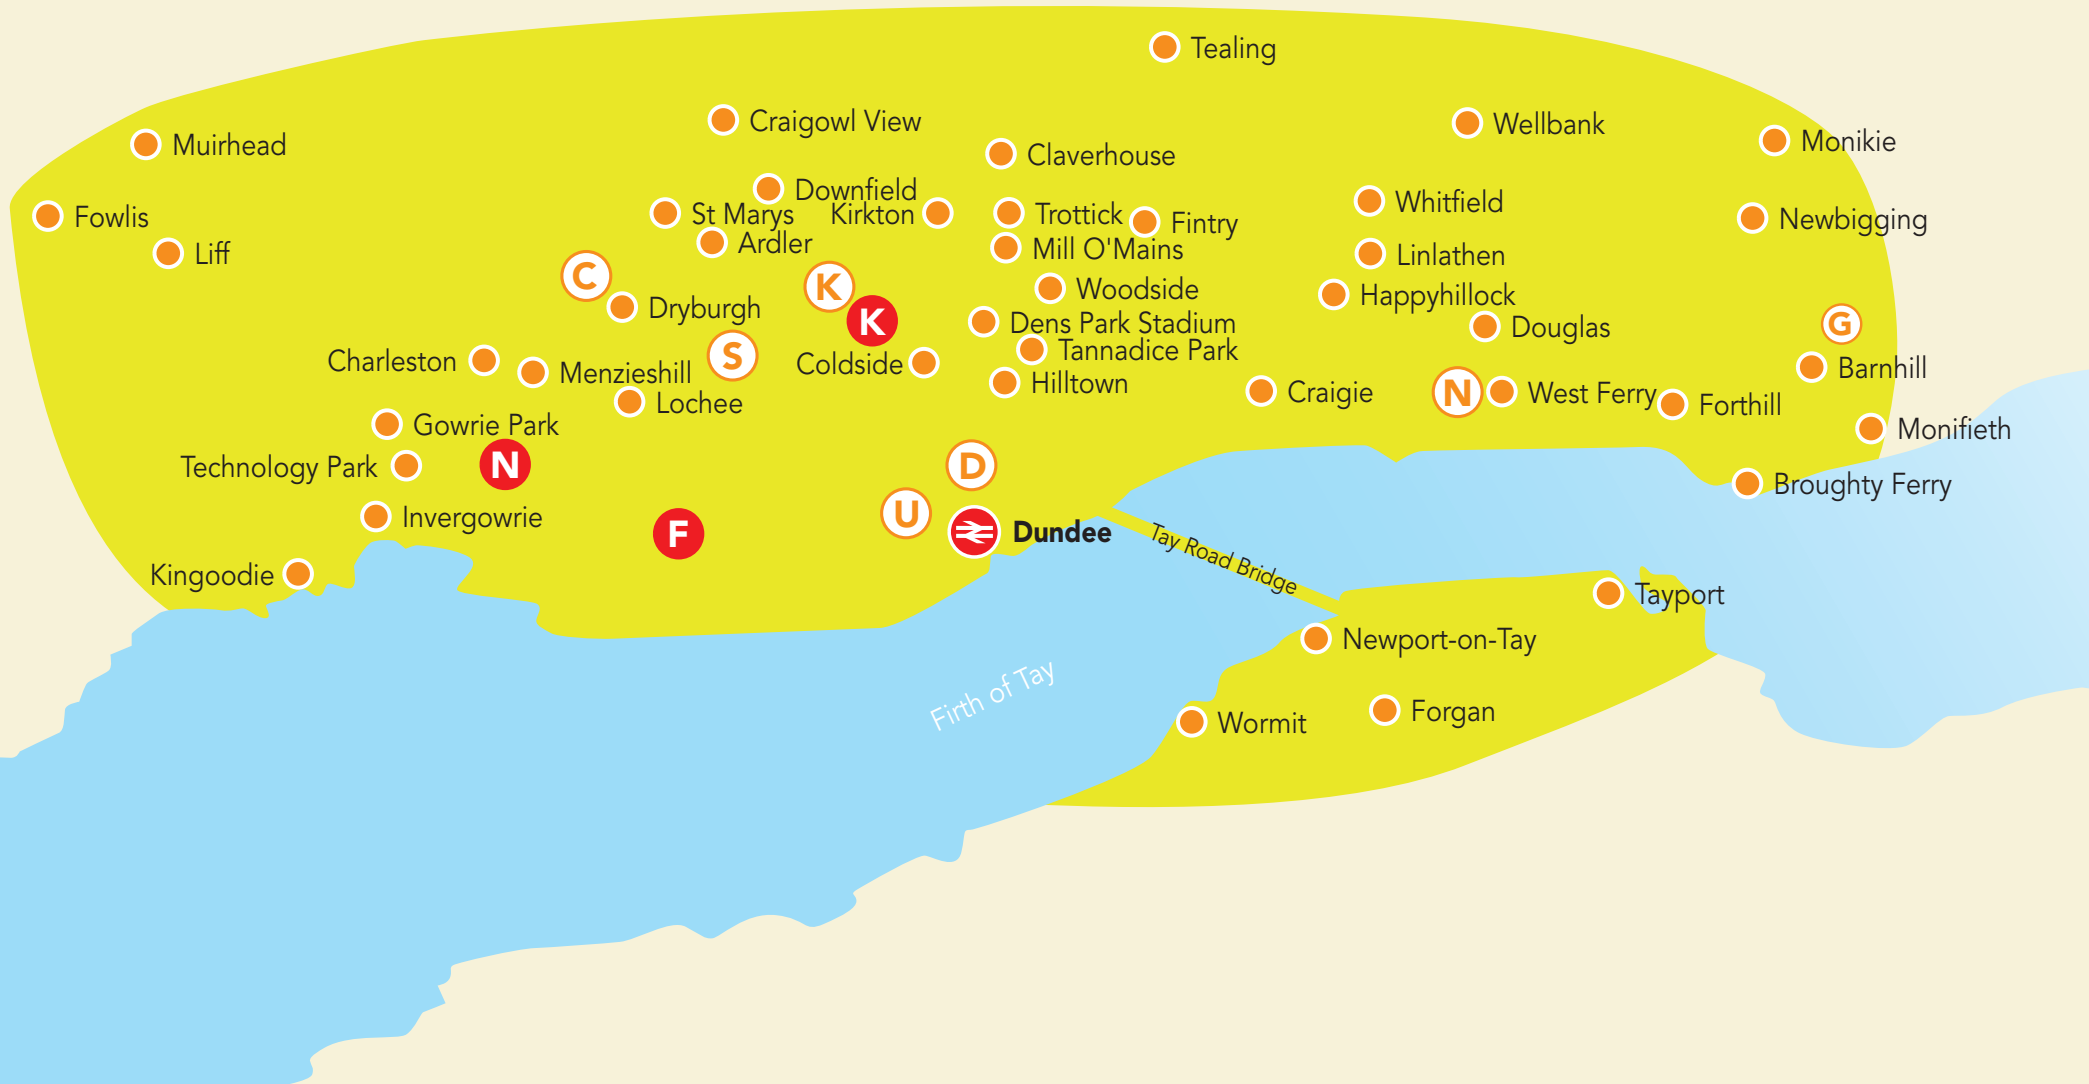 Tealing
Craigowl View
Wellbank
Muirhead
Monikie
Claverhouse
Downfield
Whitfield
Fowlis
St Marys
Kirkton
Trottick
Fintry
Newbigging
Ardler
Mill O'Mains
Liff
Linlathen
C
K
Woodside
Happyhillock
Dryburgh
K
Dens Park Stadium
Douglas
G
Charleston
S
Tannadice Park
Coldside
Menzieshill
Barnhill
Hilltown
Craigie
N
West Ferry
Lochee
Forthill
Gowrie Park
Monifieth
Technology Park
N
D
Broughty Ferry
Invergowrie
U
F
Dundee
Tay Road Bridge
Kingoodie
Tayport
Newport-on-Tay
Firth of Tay
Forgan
Wormit